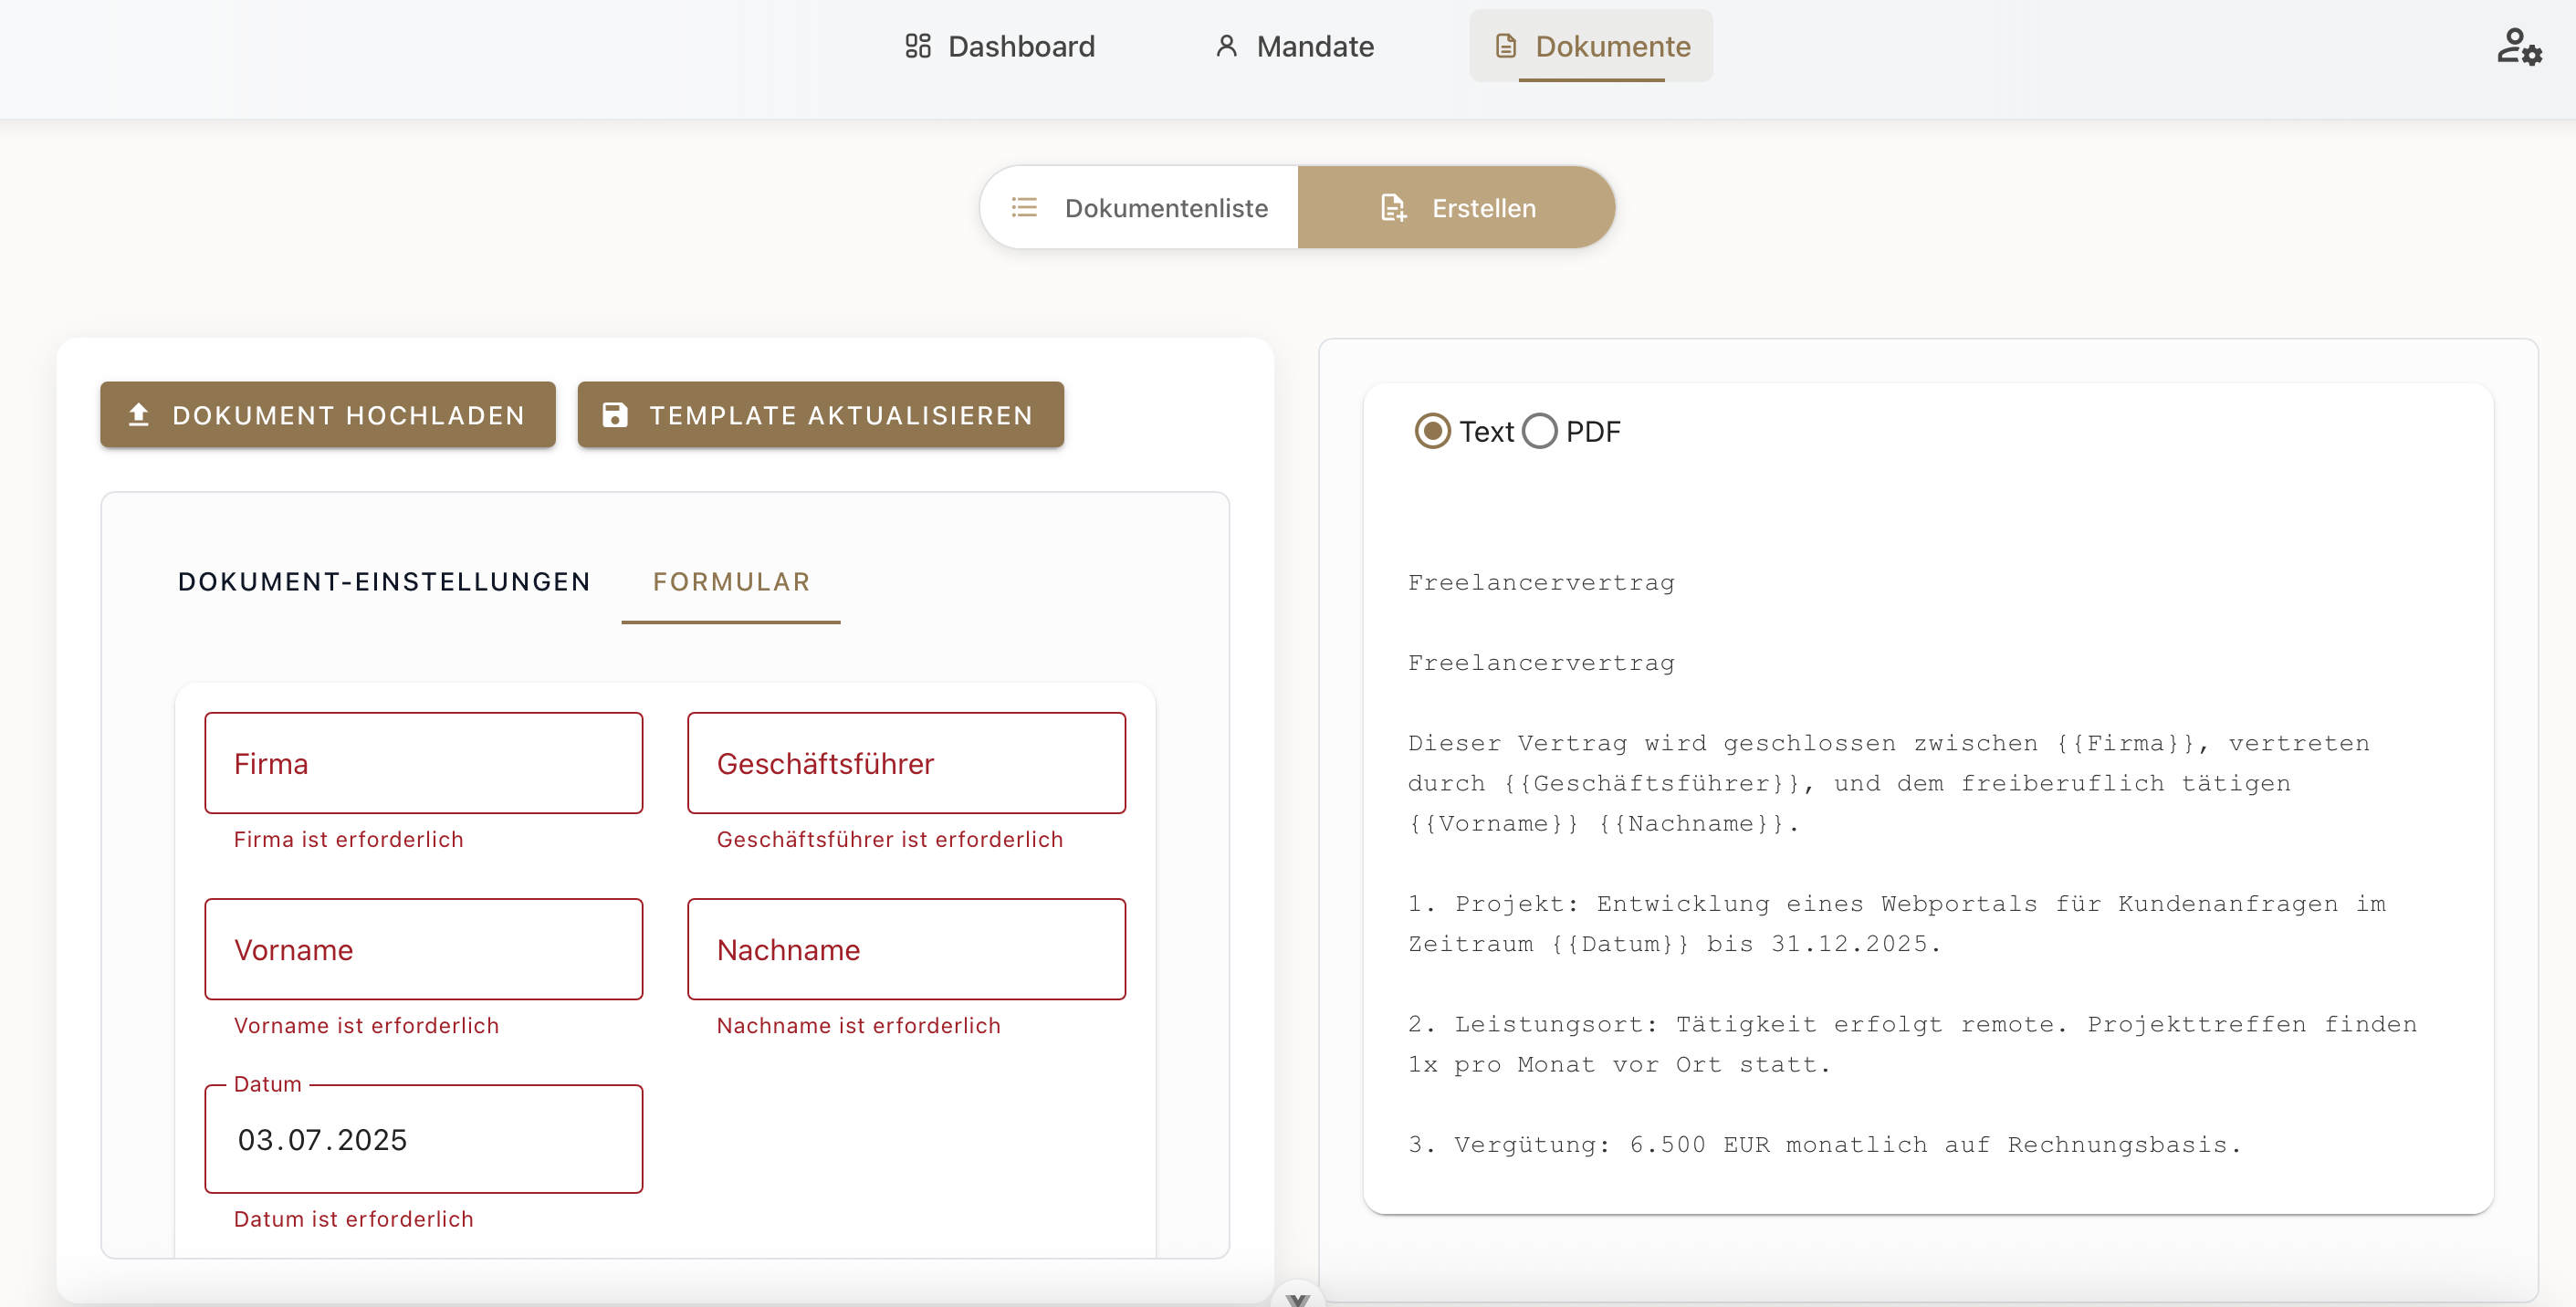 Dashboard
Mandate
Dokumente
Dokumentenliste
Erstellen
DOKUMENT HOCHLADEN
TEMPLATE AKTUALISIEREN
DOKUMENT-EINSTELLUNGEN
FORMULAR
Firma
Firma ist erforderlich
Geschäftsführer
Geschäftsführer ist erforderlich
Vorname
Vorname ist erforderlich
Nachname
Nachname ist erforderlich
Datum
03.07.2025
Datum ist erforderlich
Text
PDF
Freelancervertrag
Freelancervertrag
Dieser Vertrag wird geschlossen zwischen {{Firma}}, vertreten
durch {{Geschäftsführer}}, und dem freiberuflich tätigen
{{Vorname}} {{Nachname}}.
1. Projekt: Entwicklung eines Webportals für Kundenanfragen im
Zeitraum {{Datum}} bis 31.12.2025.
2. Leistungsort: Tätigkeit erfolgt remote. Projekttreffen finden
1x pro Monat vor Ort statt.
3. Vergütung: 6.500 EUR monatlich auf Rechnungsbasis.